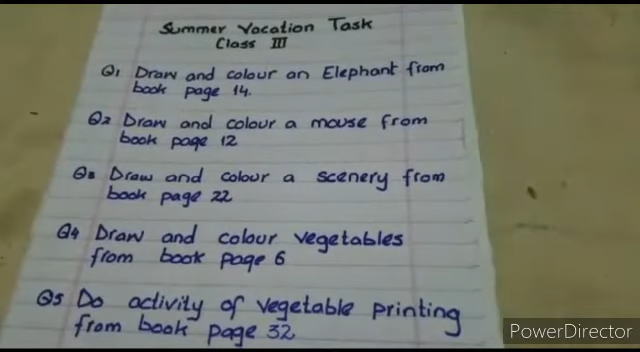 Summer Vacation Task
Class III
Q1 Draw and colour an Elephant from
book page 14.
Q2 Draw and colour a mouse from
book page 12
Q3 Draw and colour a scenery from
book page 22
Q4 Draw and colour vegetables
from book page 6
Q5 Do activity of vegetable printing
from book page 32
PowerDirector